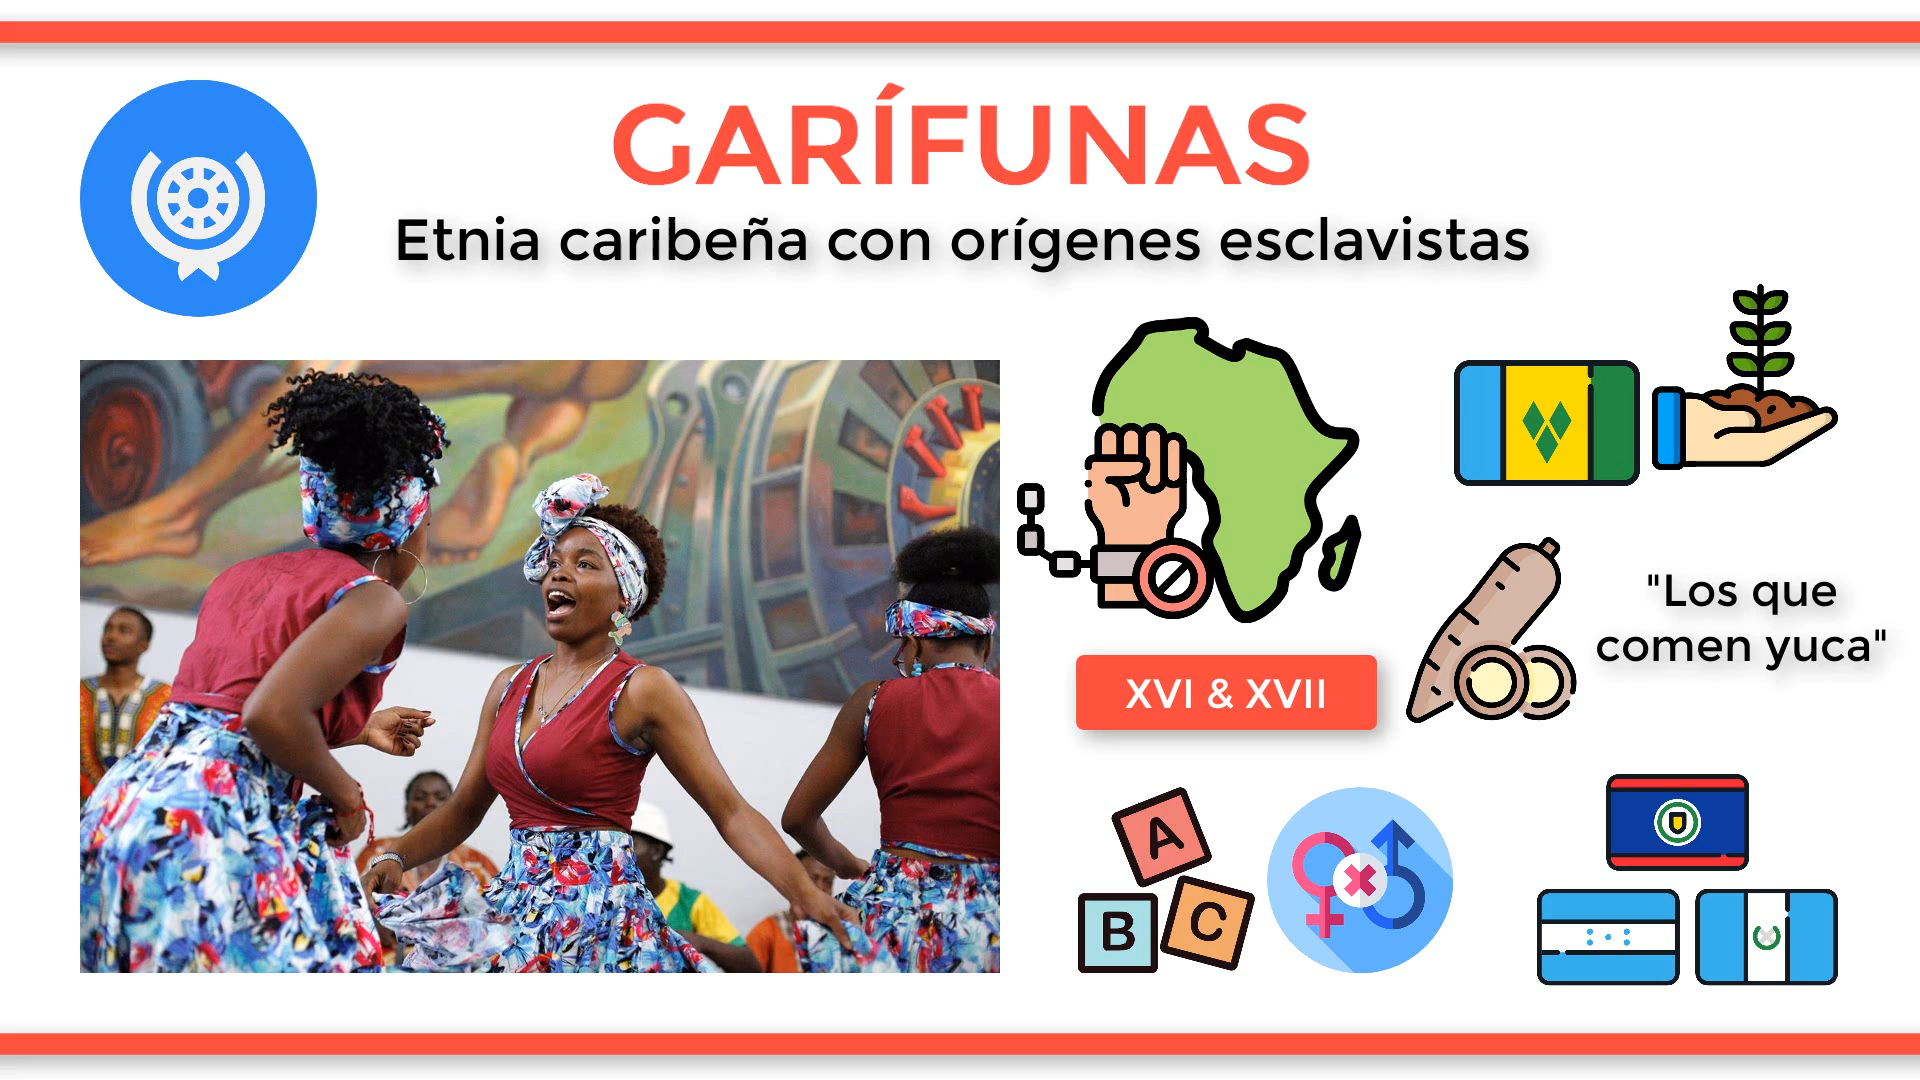 GARÍFUNAS
Etnia caribeña con orígenes esclavistas
"Los que
comen yuca"
XVI & XVII
A
B
C